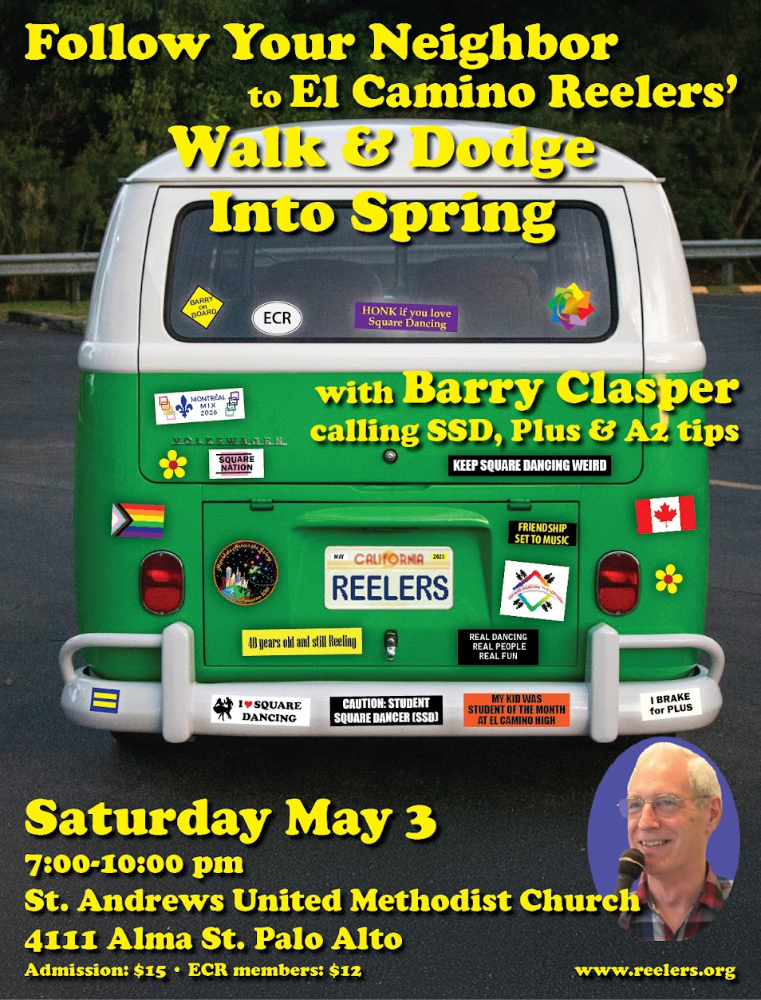 Follow Your Neighbor
to El Camino Reelers’
Walk & Dodge
Into Spring
BARRY
on
BOARD
ECR
HONK if you love
Square Dancing
with Barry Clasper
calling SSD, Plus & A2 tips
MONTRÉAL
MIX
2026
VOLKSWAGEN
SQUARE
NATION
KEEP SQUARE DANCING WEIRD
FRIENDSHIP
SET TO MUSIC
MAY
CALIFORNIA
2025
REELERS
SQUARE DANCING IS EVERYONE
40 years old and still Reeling
REAL DANCING
REAL PEOPLE
REAL FUN
I ♥ SQUARE
DANCING
CAUTION: STUDENT
SQUARE DANCER (SSD)
MY KID WAS
STUDENT OF THE MONTH
AT EL CAMINO HIGH
I BRAKE
for PLUS
Saturday May 3
7:00-10:00 pm
St. Andrews United Methodist Church
4111 Alma St. Palo Alto
Admission: $15 • ECR members: $12
www.reelers.org